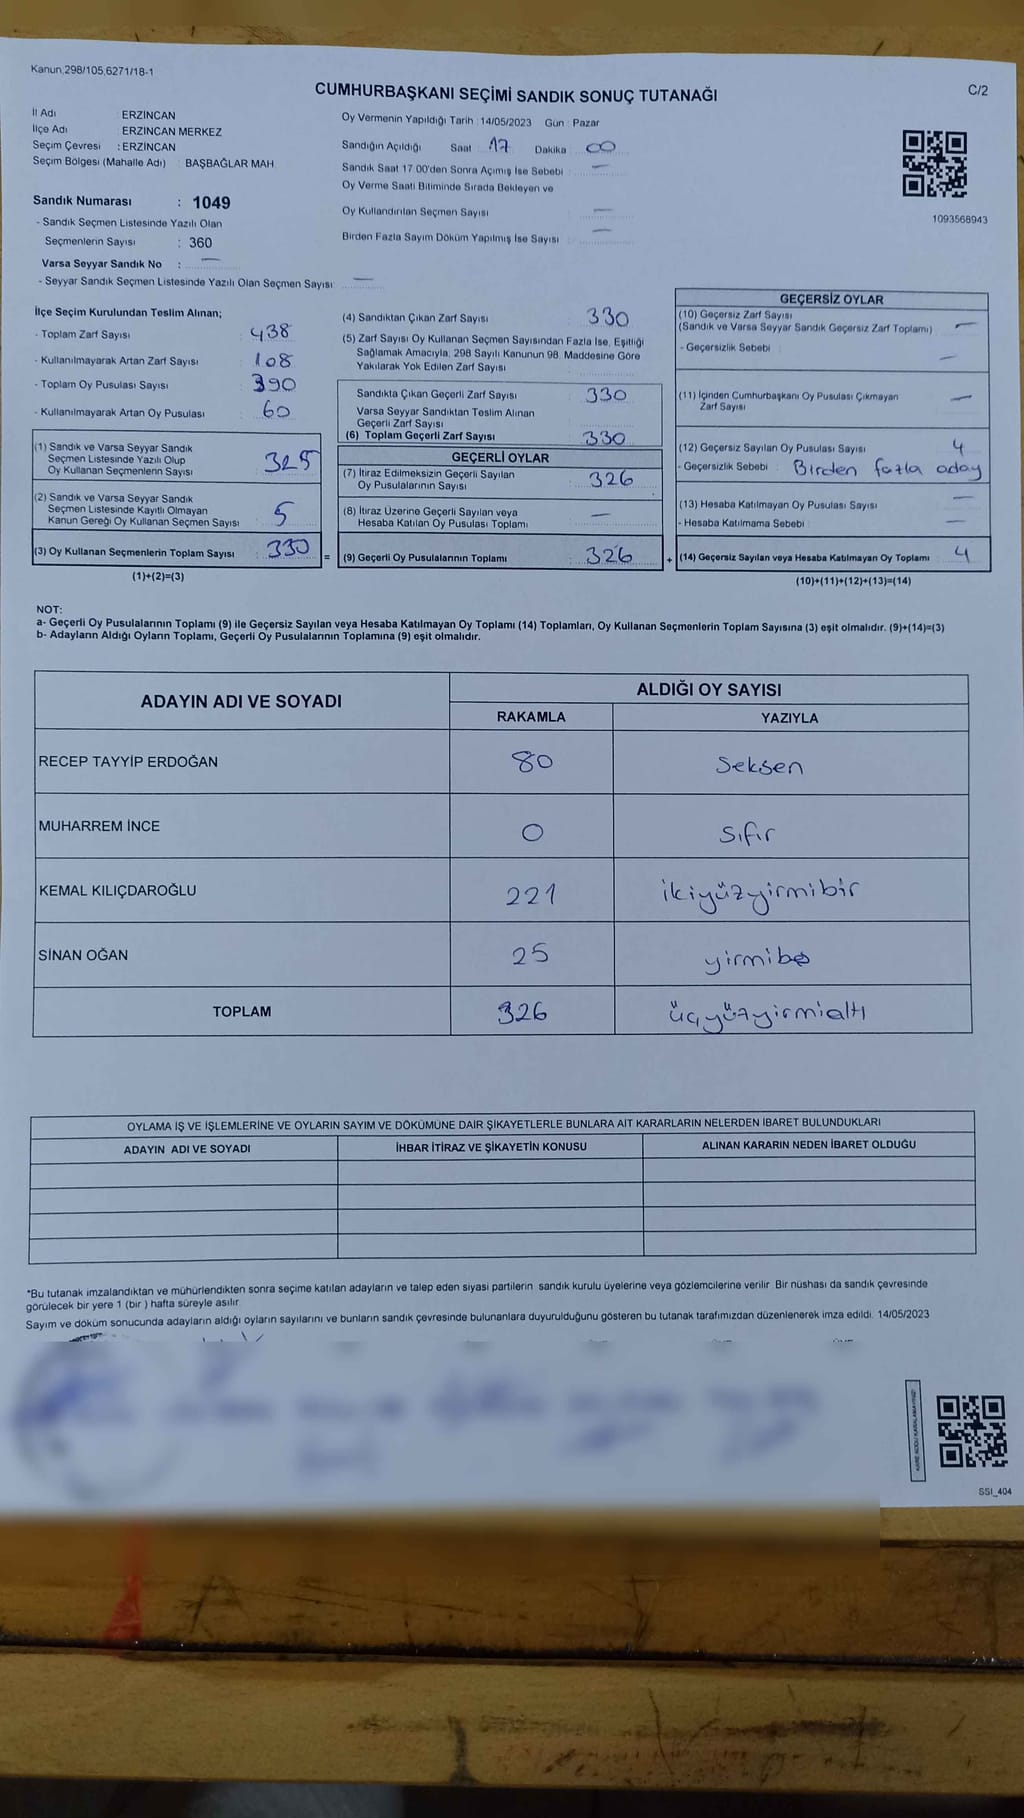 Kanun,298/105,6271/18-1
C/2
CUMHURBAŞKANI SEÇİMİ SANDIK SONUÇ TUTANAĞI
İl Adı : ERZİNCAN
İlçe Adı : ERZİNCAN MERKEZ
Seçim Çevresi : ERZİNCAN
Seçim Bölgesi (Mahalle Adı) : BAŞBAĞLAR MAH.
Sandık Numarası : 1049
- Sandık Seçmen Listesinde Yazılı Olan
Seçmenlerin Sayısı : 360
Varsa Seyyar Sandık No : —
- Seyyar Sandık Seçmen Listesinde Yazılı Olan Seçmen Sayısı: —
Oy Vermenin Yapıldığı Tarih : 14/05/2023 Gün : Pazar
Sandığın Açıldığı Saat : 17 Dakika : 00
Sandık Saat 17:00'den Sonra Açımış İse Sebebi : —
Oy Verme Saati Bitiminde Sırada Bekleyen ve
Oy Kullandırılan Seçmen Sayısı : —
Birden Fazla Sayım Döküm Yapılmış İse Sayısı : —
1093568943
İlçe Seçim Kurulundan Teslim Alınan;
- Toplam Zarf Sayısı : 438
- Kullanılmayarak Artan Zarf Sayısı : 108
- Toplam Oy Pusulası Sayısı : 390
- Kullanılmayarak Artan Oy Pusulası : 60
(1) Sandık ve Varsa Seyyar Sandık
Seçmen Listesinde Yazılı Olup
Oy Kullanan Seçmenlerin Sayısı : 325
(2) Sandık ve Varsa Seyyar Sandık
Seçmen Listesinde Kayıtlı Olmayan
Kanun Gereği Oy Kullanan Seçmen Sayısı : 5
(3) Oy Kullanan Seçmenlerin Toplam Sayısı : 330 =
(1)+(2)=(3)
(4) Sandıktan Çıkan Zarf Sayısı : 330
(5) Zarf Sayısı Oy Kullanan Seçmen Sayısından Fazla İse, Eşitliği
Sağlamak Amacıyla, 298 Sayılı Kanunun 98. Maddesine Göre
Yakılarak Yok Edilen Zarf Sayısı :
Sandıkta Çıkan Geçerli Zarf Sayısı : 330
Varsa Seyyar Sandıktan Teslim Alınan
Geçerli Zarf Sayısı :
(6) Toplam Geçerli Zarf Sayısı : 330
GEÇERLİ OYLAR
(7) İtiraz Edilmeksizin Geçerli Sayılan
Oy Pusulalarının Sayısı : 326
(8) İtiraz Üzerine Geçerli Sayılan veya
Hesaba Katılan Oy Pusulası Toplamı : —
(9) Geçerli Oy Pusulalarının Toplamı : 326 +
GEÇERSİZ OYLAR
(10) Geçersiz Zarf Sayısı
(Sandık ve Varsa Seyyar Sandık Geçersiz Zarf Toplamı) : —
- Geçersizlik Sebebi : —
(11) İçinden Cumhurbaşkanı Oy Pusulası Çıkmayan
Zarf Sayısı : —
(12) Geçersiz Sayılan Oy Pusulası Sayısı : 4
- Geçersizlik Sebebi : Birden fazla aday
(13) Hesaba Katılmayan Oy Pusulası Sayısı : —
- Hesaba Katılmama Sebebi : —
(14) Geçersiz Sayılan veya Hesaba Katılmayan Oy Toplamı : 4
(10)+(11)+(12)+(13)=(14)
NOT:
a- Geçerli Oy Pusulalarının Toplamı (9) ile Geçersiz Sayılan veya Hesaba Katılmayan Oy Toplamı (14) Toplamları, Oy Kullanan Seçmenlerin Toplam Sayısına (3) eşit olmalıdır. (9)+(14)=(3)
b- Adayların Aldığı Oyların Toplamı, Geçerli Oy Pusulalarının Toplamına (9) eşit olmalıdır.
ADAYIN ADI VE SOYADI
ALDIĞI OY SAYISI
RAKAMLA YAZIYLA
RECEP TAYYİP ERDOĞAN 80 Seksen
MUHARREM İNCE 0 Sıfır
KEMAL KILIÇDAROĞLU 221 ikiyüzyirmibir
SİNAN OĞAN 25 yirmibeş
TOPLAM 326 üçyüzyirmialtı
OYLAMA İŞ VE İŞLEMLERİNE VE OYLARIN SAYIM VE DÖKÜMÜNE DAİR ŞİKAYETLERLE BUNLARA AİT KARARLARIN NELERDEN İBARET BULUNDUKLARI
ADAYIN ADI VE SOYADI İHBAR İTİRAZ VE ŞİKAYETİN KONUSU ALINAN KARARIN NEDEN İBARET OLDUĞU
*Bu tutanak imzalandıktan ve mühürlendikten sonra seçime katılan adayların ve talep eden siyasi partilerin sandık kurulu üyelerine veya gözlemcilerine verilir. Bir nüshası da sandık çevresinde
görülecek bir yere 1 (bir ) hafta süreyle asılır.
Sayım ve döküm sonucunda adayların aldığı oyların sayılarını ve bunların sandık çevresinde bulunanlara duyurulduğunu gösteren bu tutanak tarafımızdan düzenlenerek imza edildi. 14/05/2023
KARE KODU KARALAMAYINIZ!
SSI_404